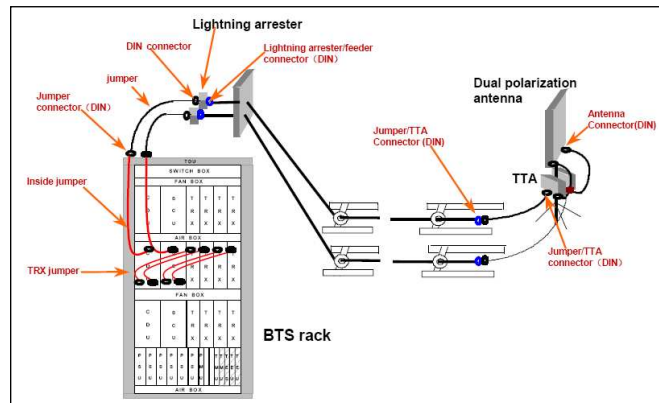 Lightning arrester
DIN connector
Lightning arrester/feeder
connector（DIN）
jumper
Jumper
connector（DIN）
Dual polarization
antenna
Antenna
Connector(DIN)
Jumper/TTA
Connector (DIN)
TTA
Inside jumper
Jumper/TTA
connector（DIN）
TRX jumper
BTS rack
TOU
SWITCH BOX
FAN BOX
C D U
S C U
T R X
T R X
T R X
AIR BOX
FAN BOX
C D U
S C U
T R X
T R X
T R X
AIR BOX